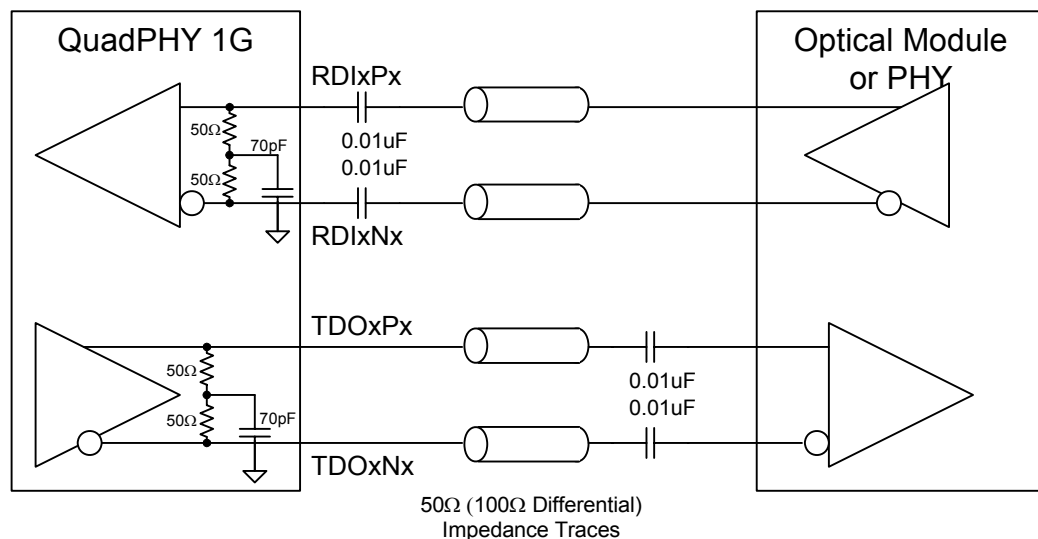 QuadPHY 1G
Optical Module
or PHY
RDIxPx
50Ω
70pF
0.01uF
0.01uF
50Ω
RDIxNx
TDOxPx
50Ω
0.01uF
0.01uF
50Ω
70pF
TDOxNx
50Ω (100Ω Differential)
Impedance Traces